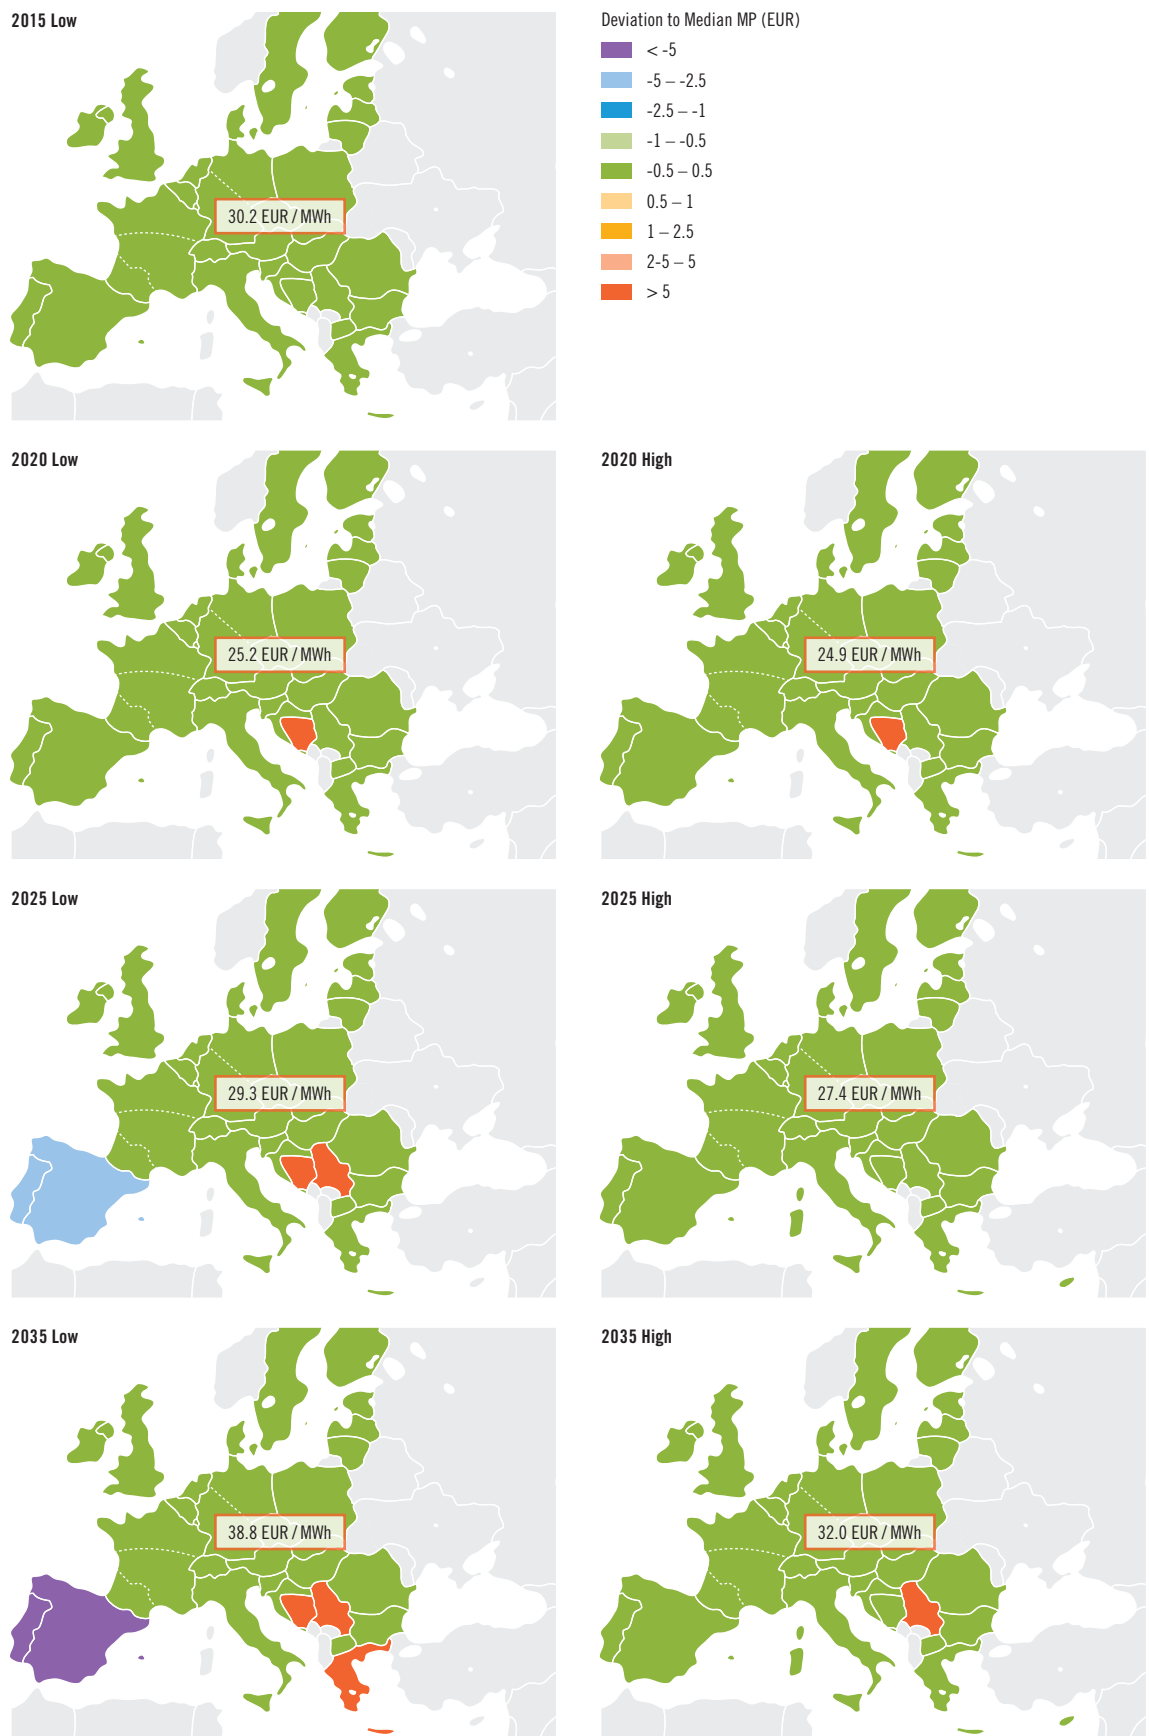 2015 Low
30.2 EUR / MWh
Deviation to Median MP (EUR)
< -5
-5 – -2.5
-2.5 – -1
-1 – -0.5
-0.5 – 0.5
0.5 – 1
1 – 2.5
2-5 – 5
> 5
2020 Low
25.2 EUR / MWh
2020 High
24.9 EUR / MWh
2025 Low
29.3 EUR / MWh
2025 High
27.4 EUR / MWh
2035 Low
38.8 EUR / MWh
2035 High
32.0 EUR / MWh